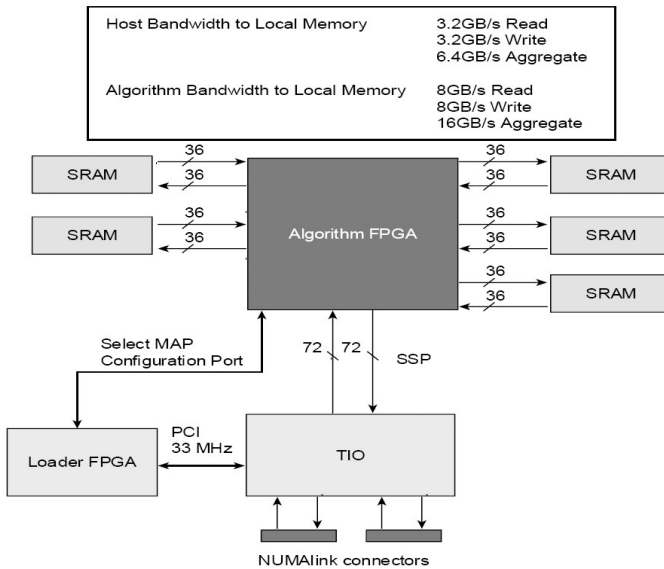 Host Bandwidth to Local Memory 3.2GB/s Read
3.2GB/s Write
6.4GB/s Aggregate
Algorithm Bandwidth to Local Memory 8GB/s Read
8GB/s Write
16GB/s Aggregate
36 36
SRAM SRAM
36 36
Algorithm FPGA
36 36
SRAM SRAM
36 36
36
SRAM
36
Select MAP
Configuration Port
72 72 SSP
PCI
33 MHz
Loader FPGA TIO
NUMAlink connectors